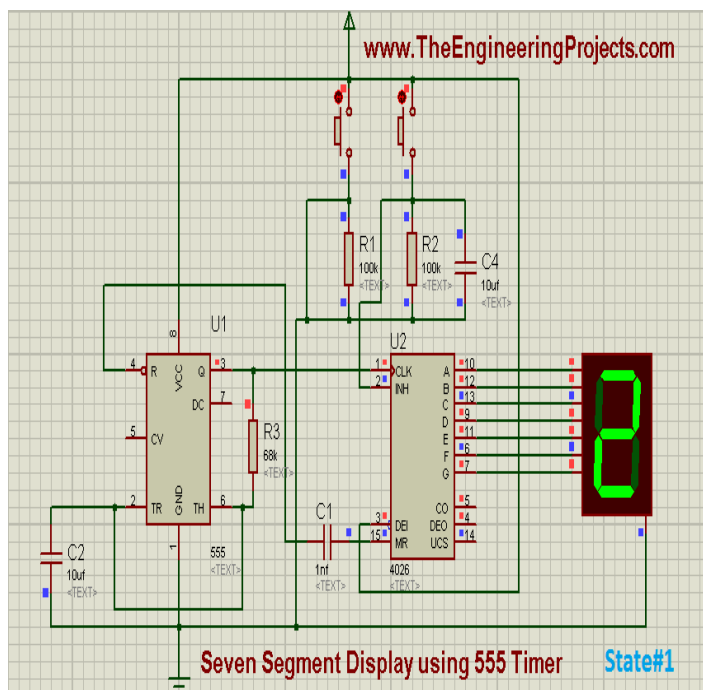 www.TheEngineeringProjects.com
R1
100k
<TEXT>
R2
100k
<TEXT>
C4
10uf
<TEXT>
U1
8
VCC
4
R
Q
3
DC
7
5
CV
2
TR
TH
6
GND
1
555
<TEXT>
R3
68k
<TEXT>
C2
10uf
<TEXT>
C1
1nf
<TEXT>
U2
1
CLK
2
INH
3
DEI
15
MR
A
10
B
12
C
13
D
9
E
11
F
6
G
7
CO
5
DEO
4
UCS
14
4026
<TEXT>
2
Seven Segment Display using 555 Timer
State#1